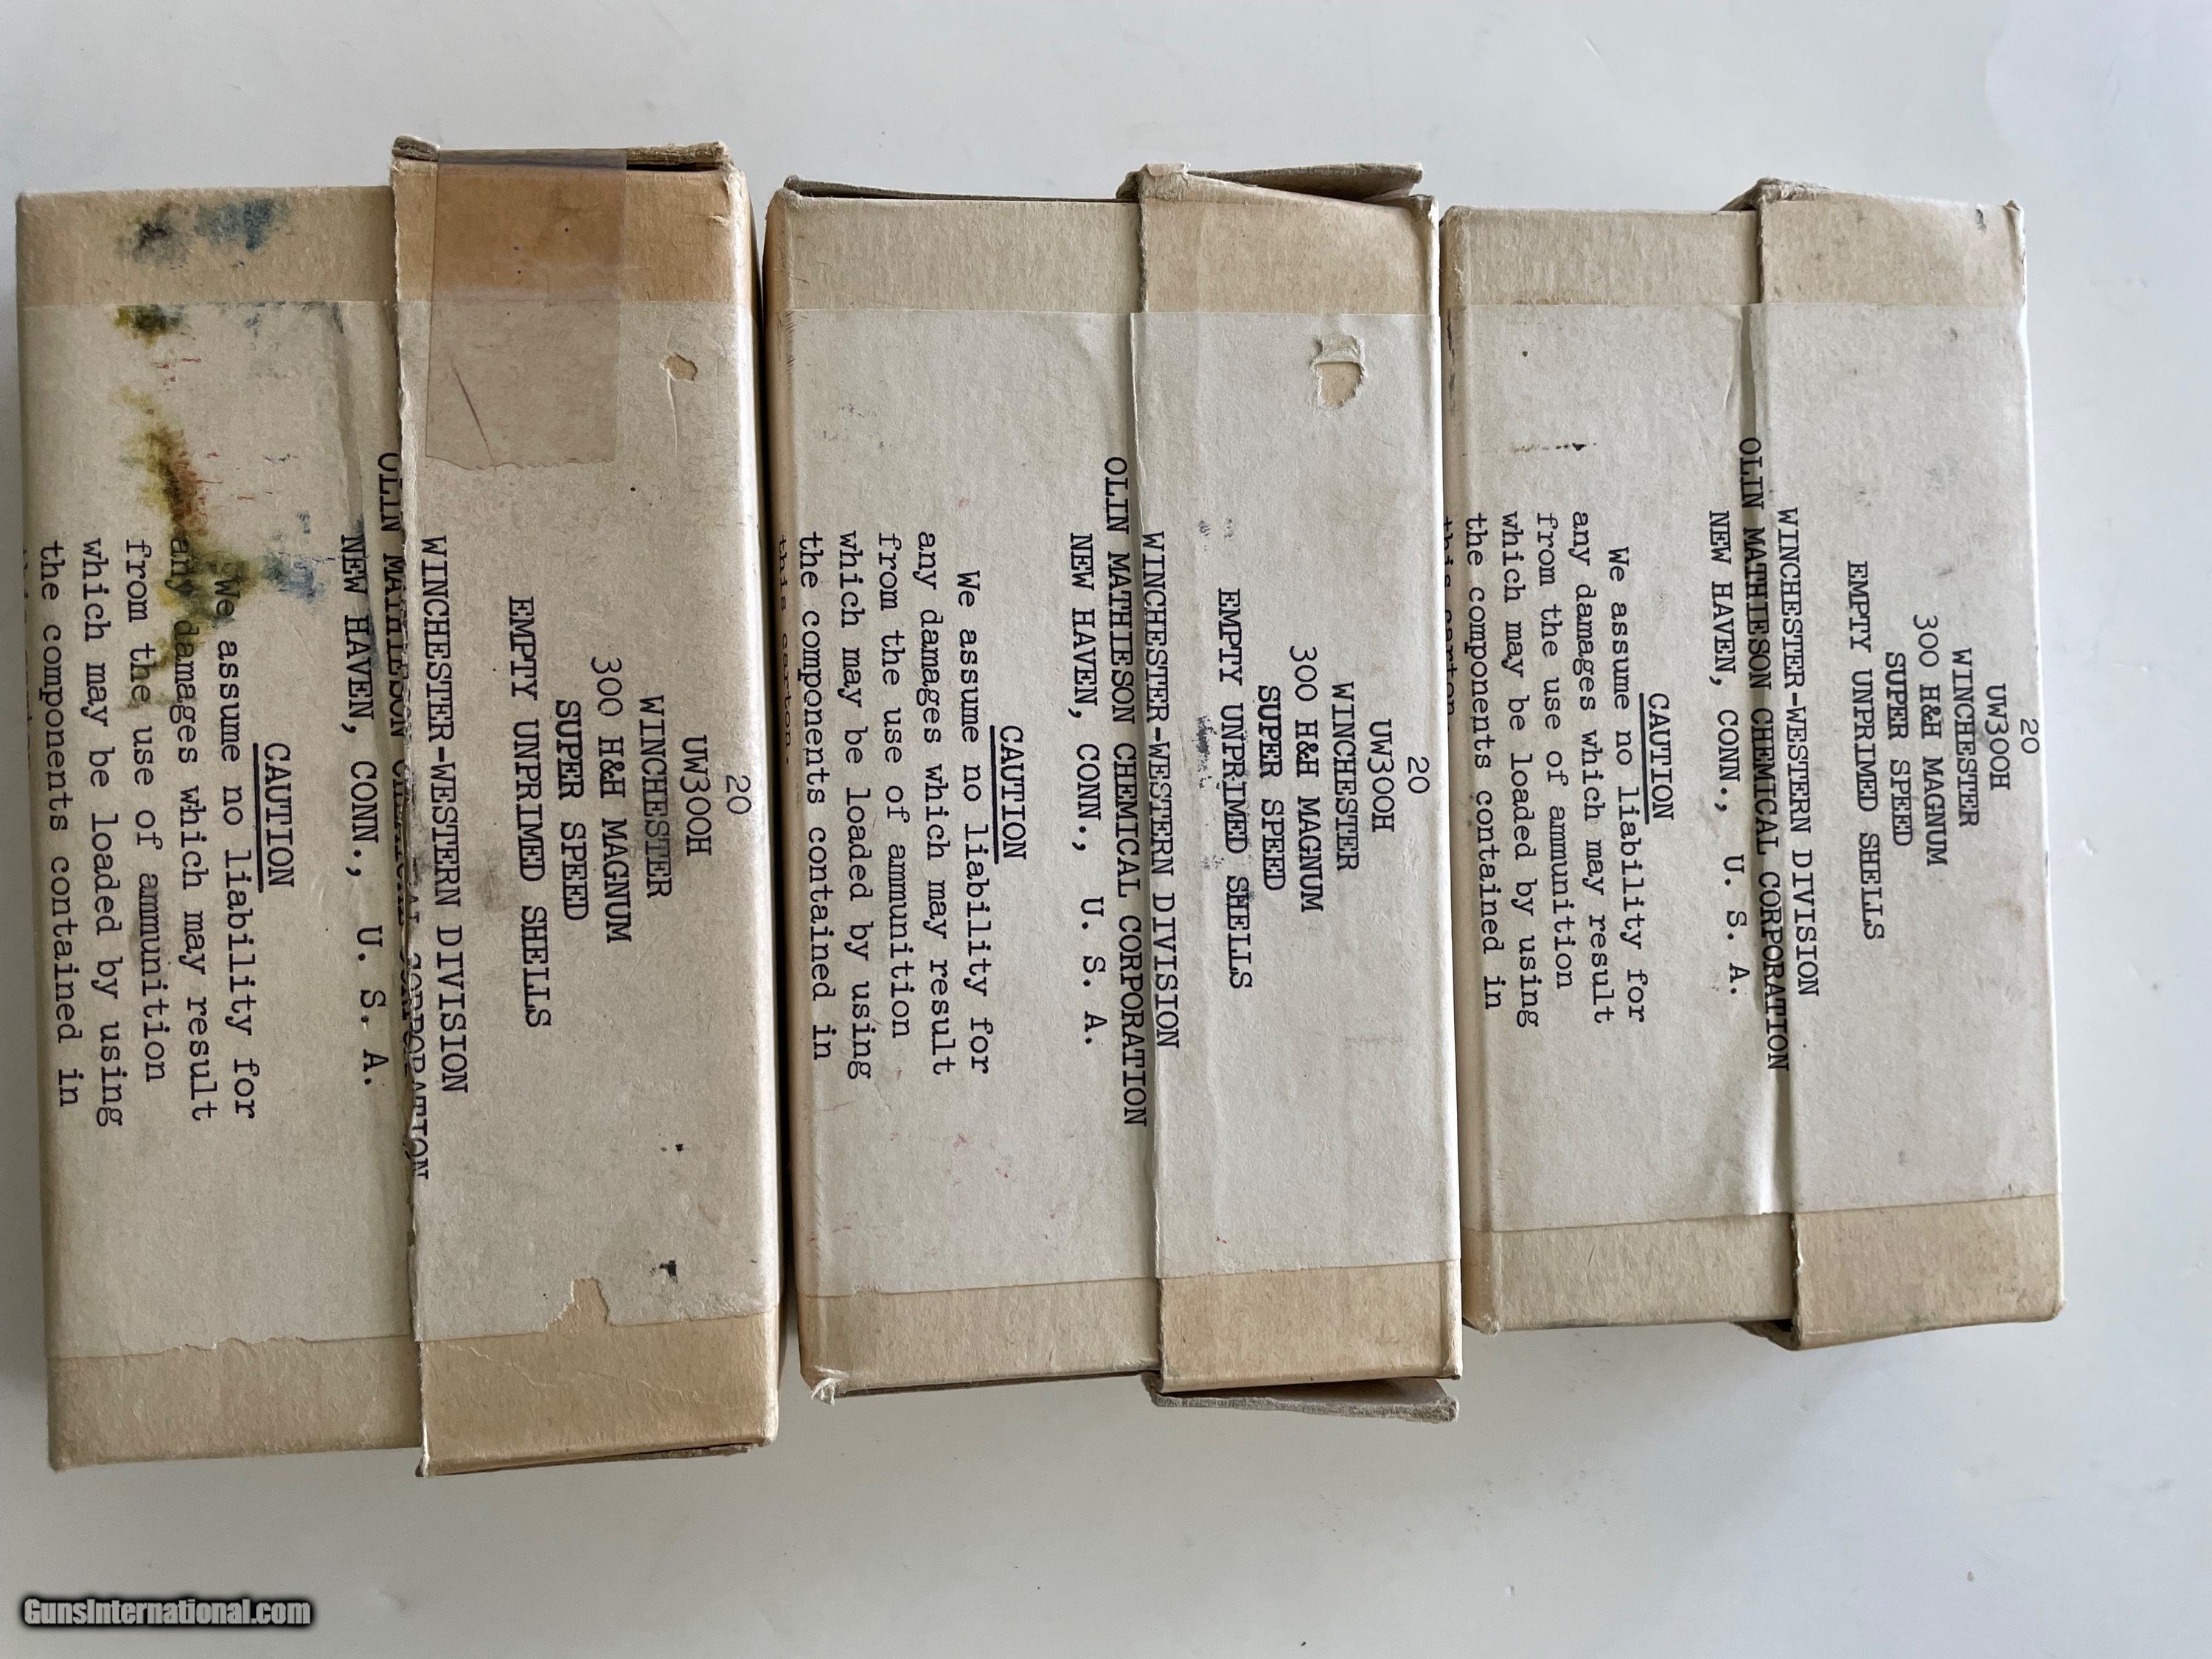 20
UW300H
WINCHESTER
300 H&H MAGNUM
SUPER SPEED
EMPTY UNPRIMED SHELLS
WINCHESTER-WESTERN DIVISION
OLIN MATHIESON CHEMICAL CORPORATION
NEW HAVEN, CONN., U. S. A.
CAUTION
We assume no liability for
any damages which may result
from the use of ammunition
which may be loaded by using
the components contained in
20
UW300H
WINCHESTER
300 H&H MAGNUM
SUPER SPEED
EMPTY UNPRIMED SHELLS
WINCHESTER-WESTERN DIVISION
OLIN MATHIESON CHEMICAL CORPORATION
NEW HAVEN, CONN., U. S. A.
CAUTION
We assume no liability for
any damages which may result
from the use of ammunition
which may be loaded by using
the components contained in
this carton.
20
UW300H
WINCHESTER
300 H&H MAGNUM
SUPER SPEED
EMPTY UNPRIMED SHELLS
WINCHESTER-WESTERN DIVISION
OLIN MATHIESON CHEMICAL CORPORATION
NEW HAVEN, CONN., U. S. A.
CAUTION
We assume no liability for
any damages which may result
from the use of ammunition
which may be loaded by using
the components contained in
this carton
GunsInternational.com